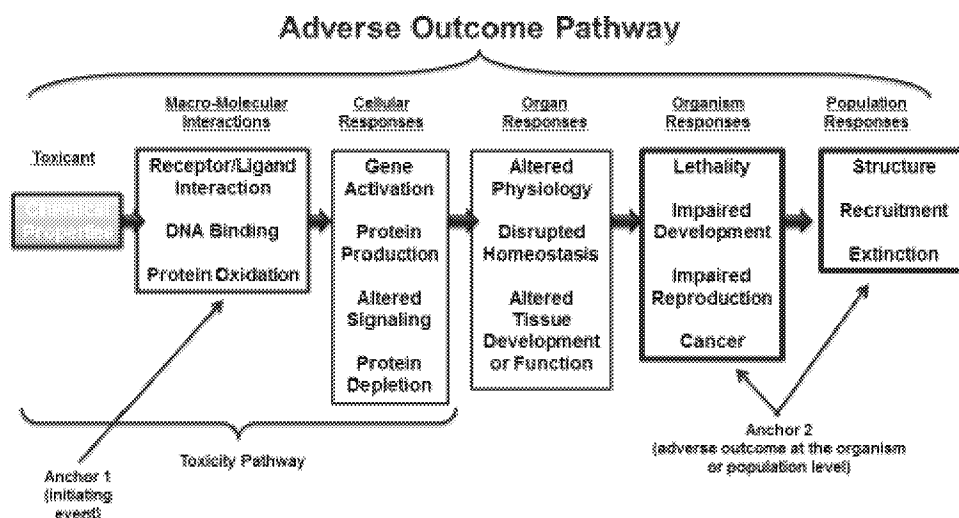 Adverse Outcome Pathway
Toxicant
Macro-Molecular
Interactions
Receptor/Ligand
Interaction
DNA Binding
Protein Oxidation
Cellular
Responses
Gene
Activation
Protein
Production
Altered
Signaling
Protein
Depletion
Organ
Responses
Altered
Physiology
Disrupted
Homeostasis
Altered
Tissue
Development
or Function
Organism
Responses
Lethality
Impaired
Development
Impaired
Reproduction
Cancer
Population
Responses
Structure
Recruitment
Extinction
Toxicity Pathway
Anchor 1
(initiating
event)
Anchor 2
(adverse outcome at the organism
or population level)